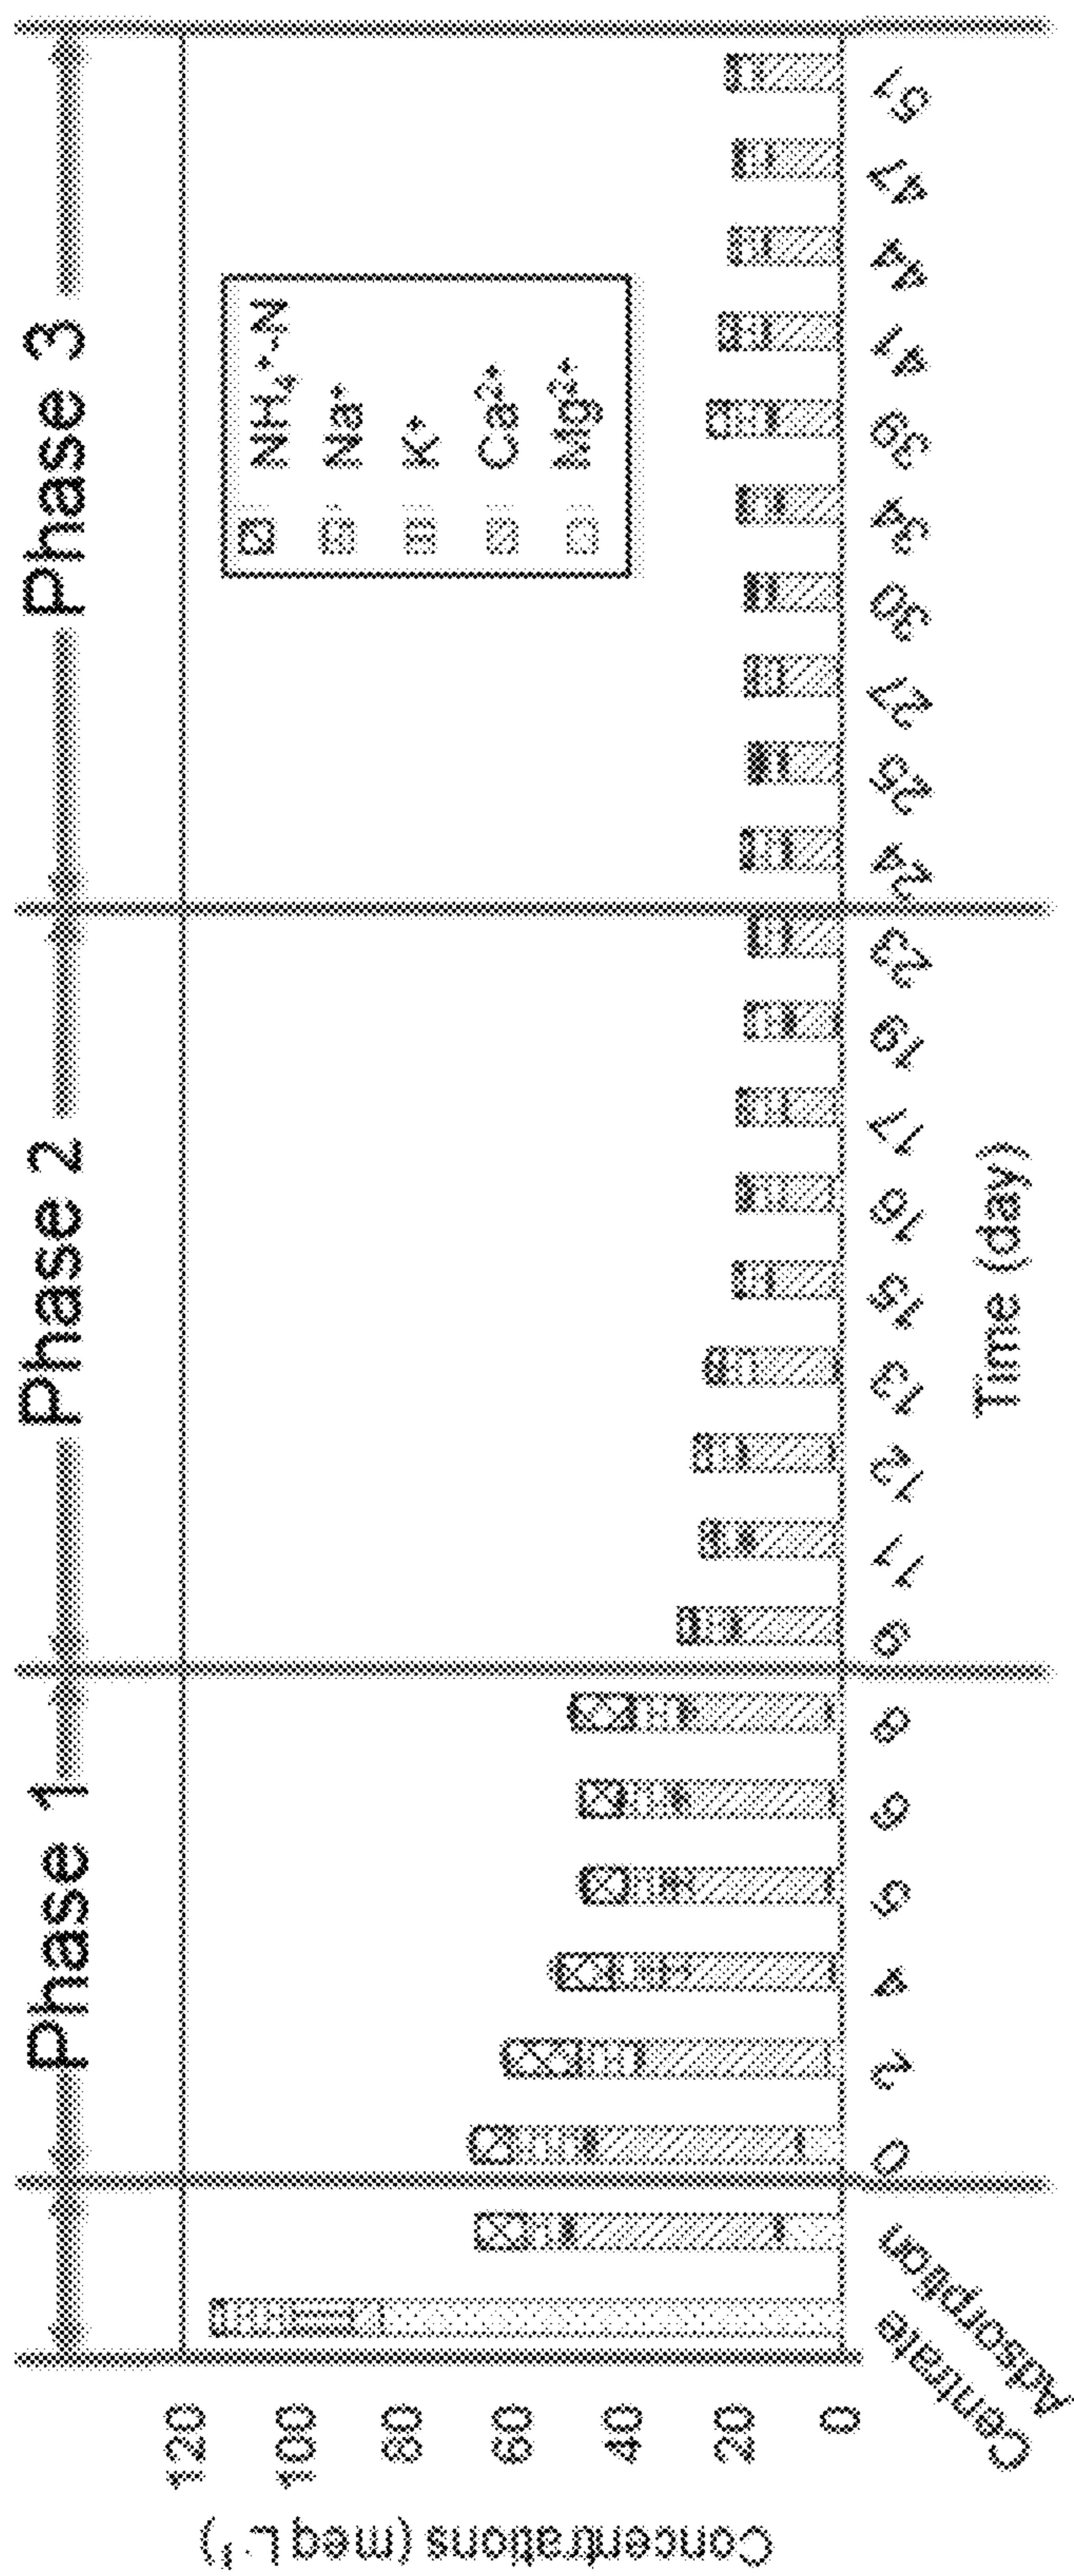 Phase 1
Phase 2
Phase 3
Concentrations (meq L⁻¹)
120
100
80
60
40
20
0
NH₄⁺-N
Na⁺
K⁺
Ca²⁺
Mg²⁺
Centrate
Adsorption
0
2
4
5
6
8
9
11
12
13
15
16
17
19
23
24
25
27
30
34
39
41
44
47
51
Time (day)